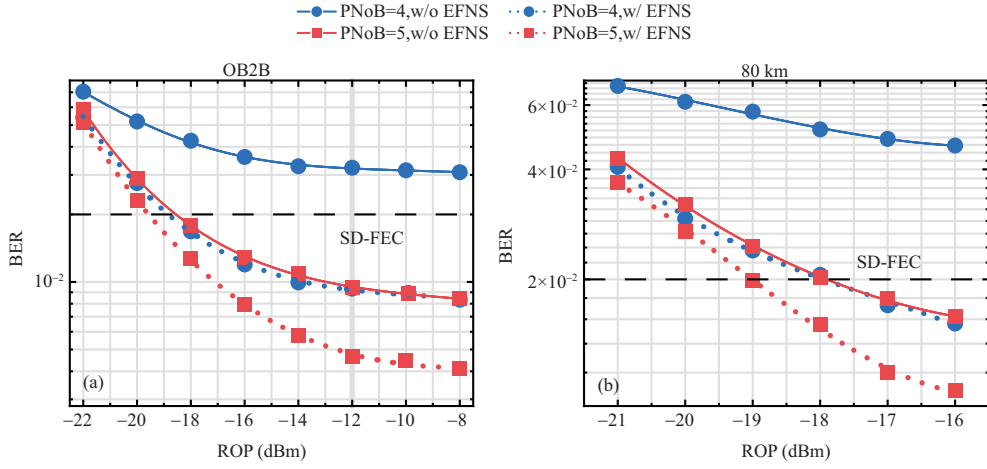 PNoB=4,w/o EFNS PNoB=4,w/ EFNS
PNoB=5,w/o EFNS PNoB=5,w/ EFNS
OB2B
BER
10⁻²
SD-FEC
(a)
−22 −20 −18 −16 −14 −12 −10 −8
ROP (dBm)
80 km
BER
6×10⁻²
4×10⁻²
2×10⁻²
SD-FEC
(b)
−21 −20 −19 −18 −17 −16
ROP (dBm)